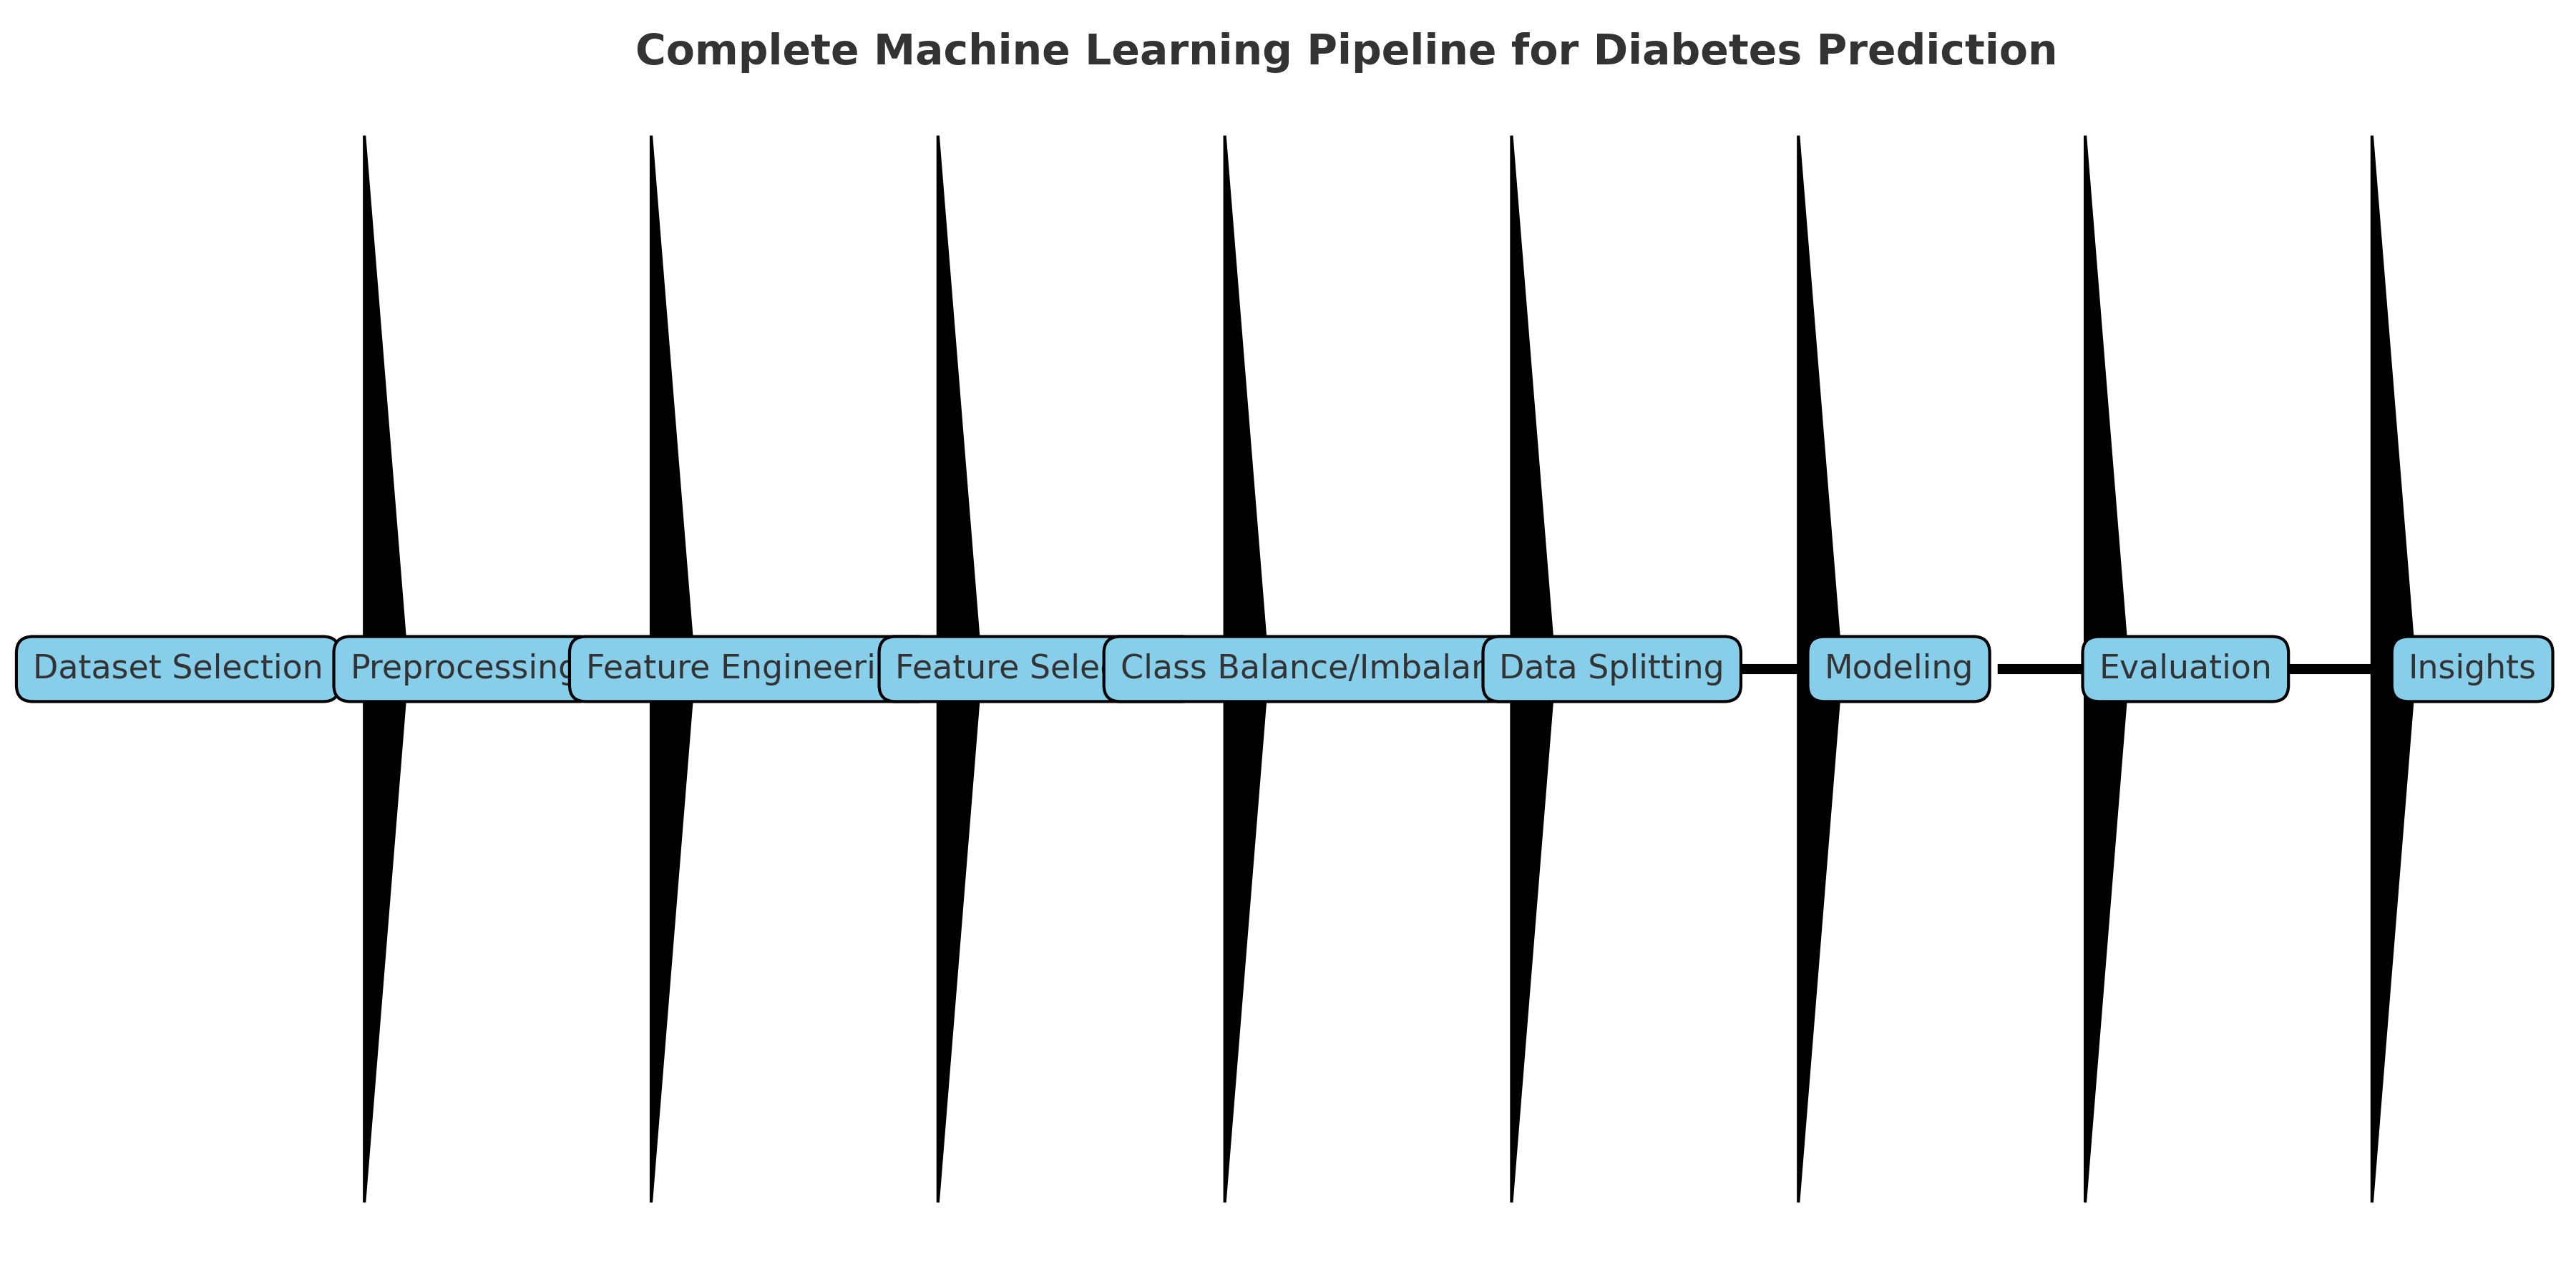 Complete Machine Learning Pipeline for Diabetes Prediction
Dataset Selection Preprocessing Feature Engineeri Feature Sele Class Balance/Imbalan Data Splitting Modeling Evaluation Insights